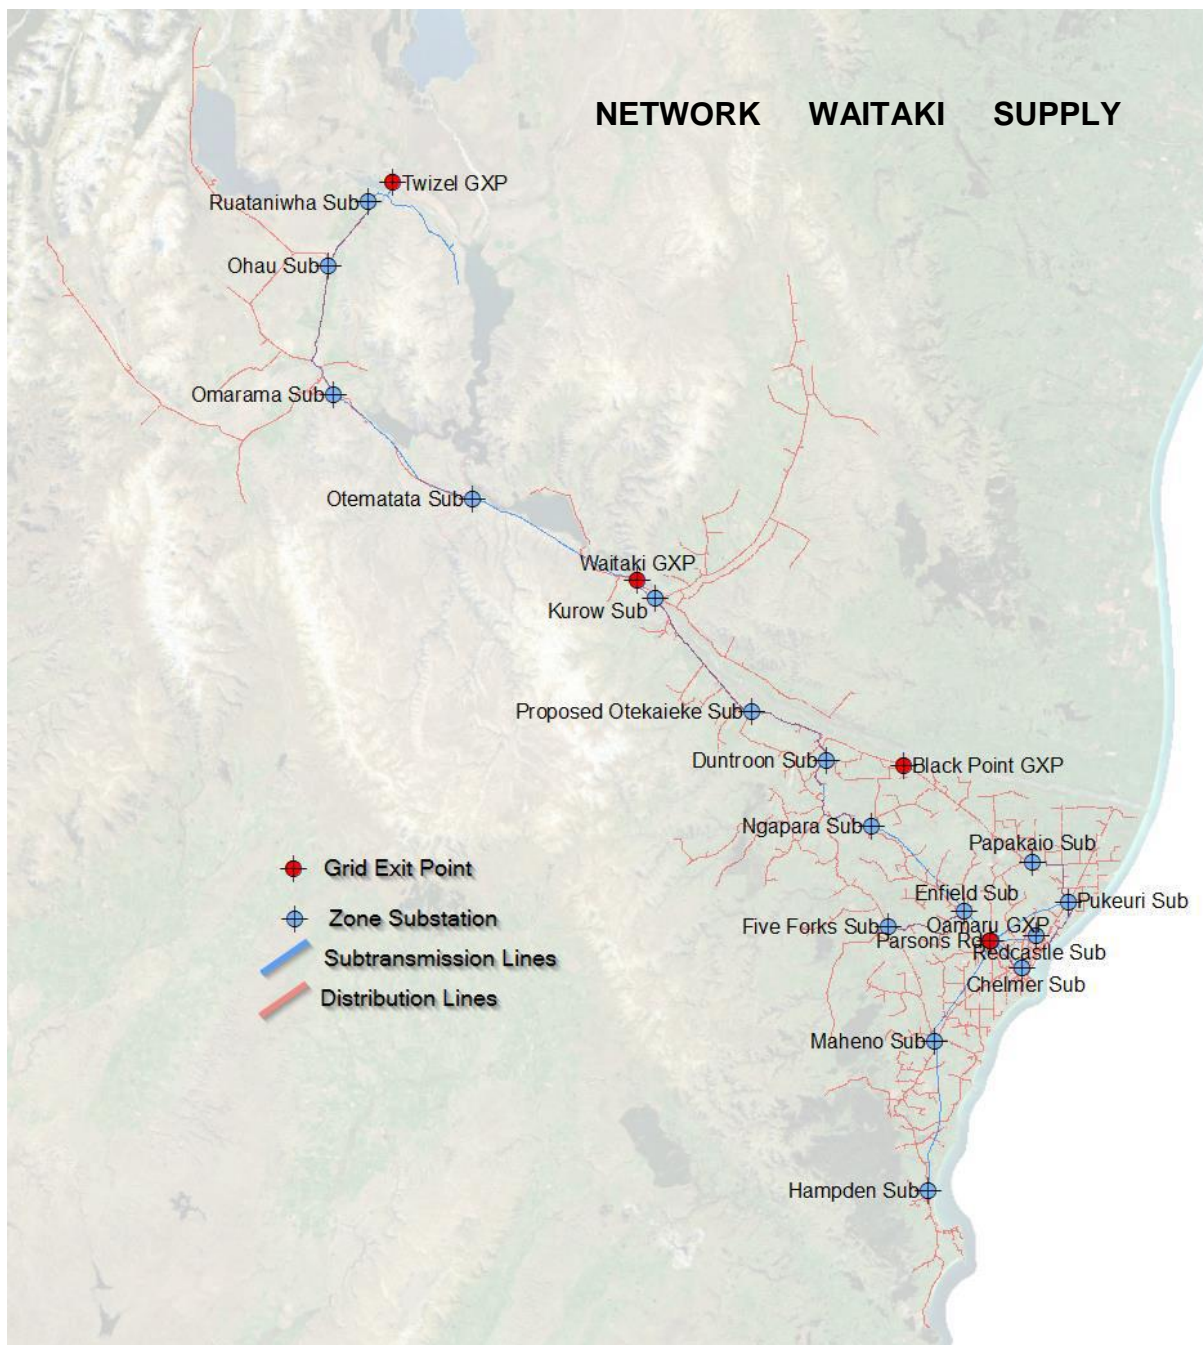 NETWORK WAITAKI SUPPLY
Twizel GXP
Ruataniwha Sub
Ohau Sub
Omarama Sub
Otematata Sub
Waitaki GXP
Kurow Sub
Proposed Otekaieke Sub
Duntroon Sub
Black Point GXP
Ngapara Sub
Papakaio Sub
Grid Exit Point
Enfield Sub
Pukeuri Sub
Zone Substation
Five Forks Sub
Oamaru GXP
Parsons Rd
Redcastle Sub
Subtransmission Lines
Chelmer Sub
Distribution Lines
Maheno Sub
Hampden Sub